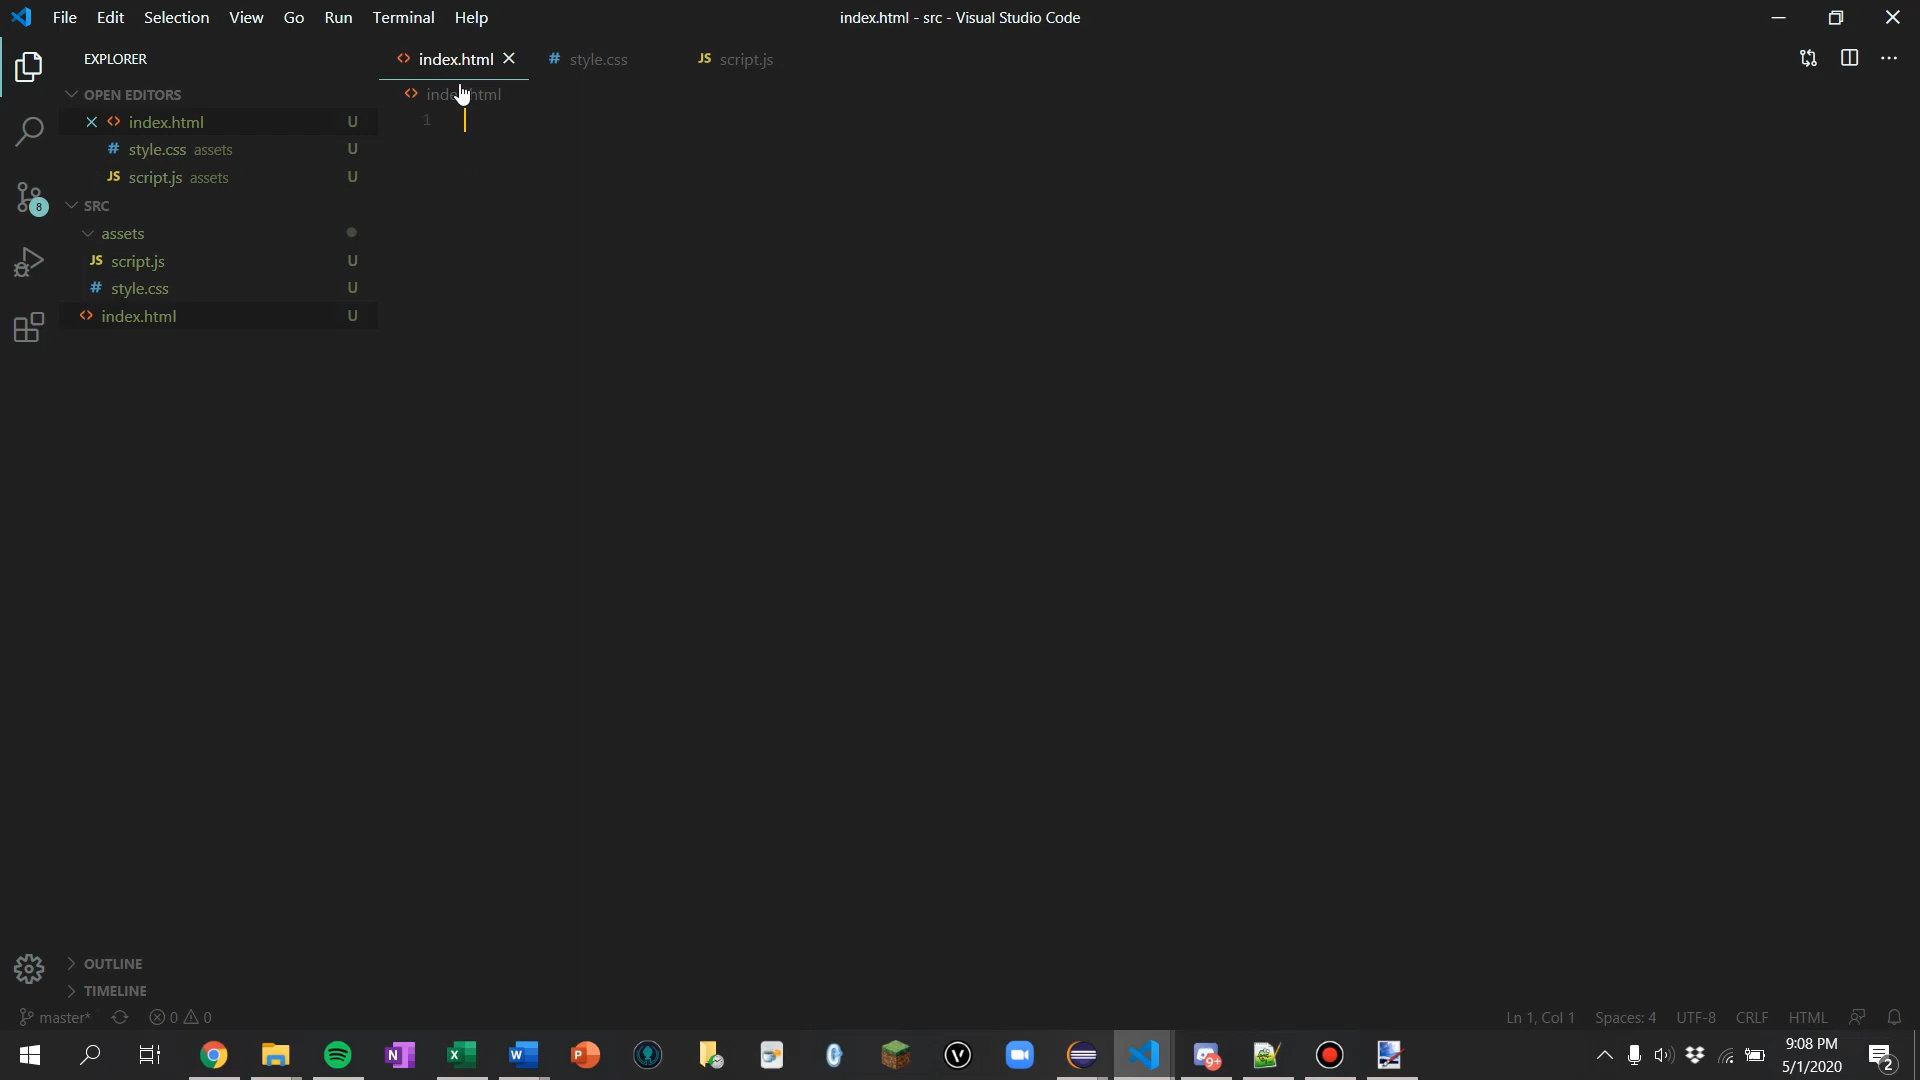 File Edit Selection View Go Run Terminal Help
index.html - src - Visual Studio Code
EXPLORER
index.html
style.css
script.js
OPEN EDITORS
index.html U
style.css assets U
script.js assets U
SRC
assets
script.js U
style.css U
index.html U
1
8
OUTLINE
TIMELINE
master* 0 0
Ln 1, Col 1 Spaces: 4 UTF-8 CRLF HTML
9+
9:08 PM
5/1/2020
2